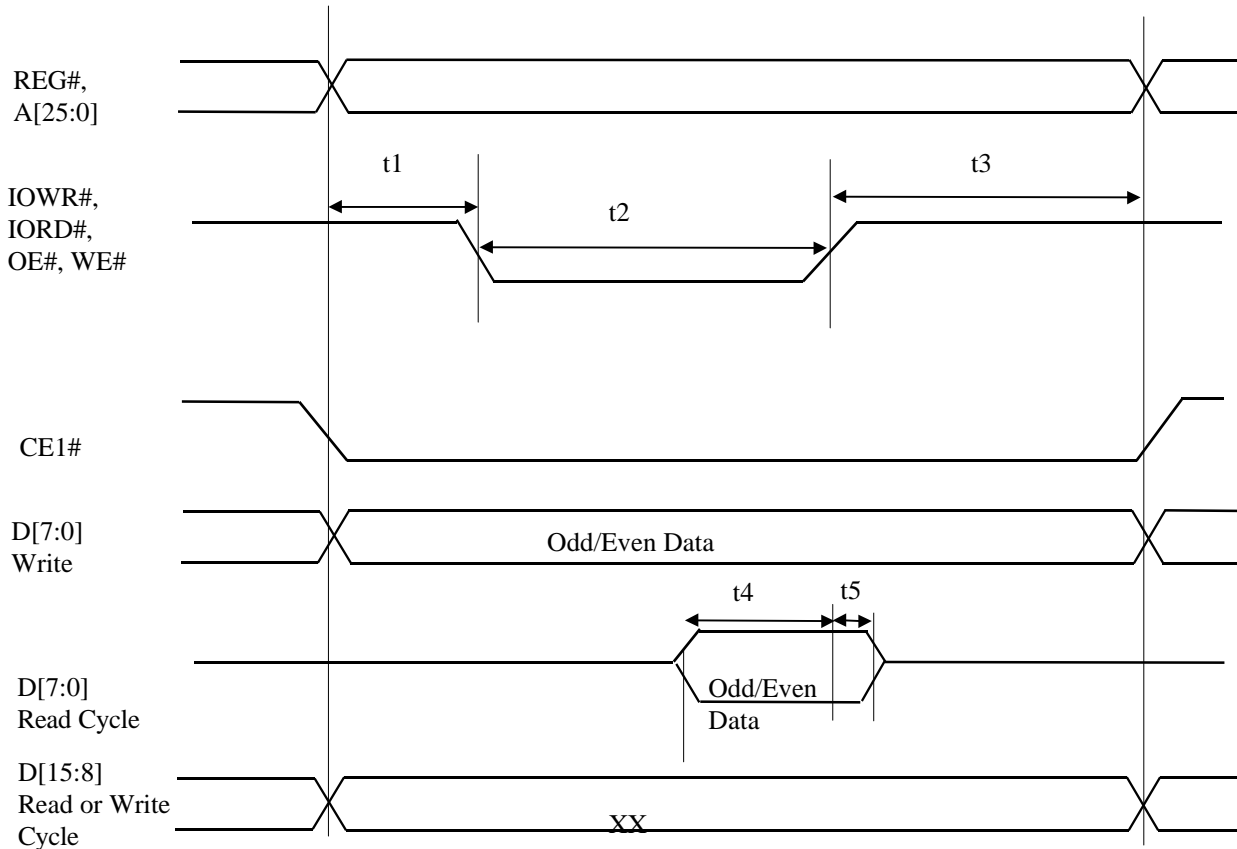 REG#,
A[25:0]
t1
t3
IOWR#,
IORD#,
OE#, WE#
t2
CE1#
D[7:0]
Write
Odd/Even Data
t4
t5
D[7:0]
Read Cycle
Odd/Even
Data
D[15:8]
Read or Write
Cycle
XX